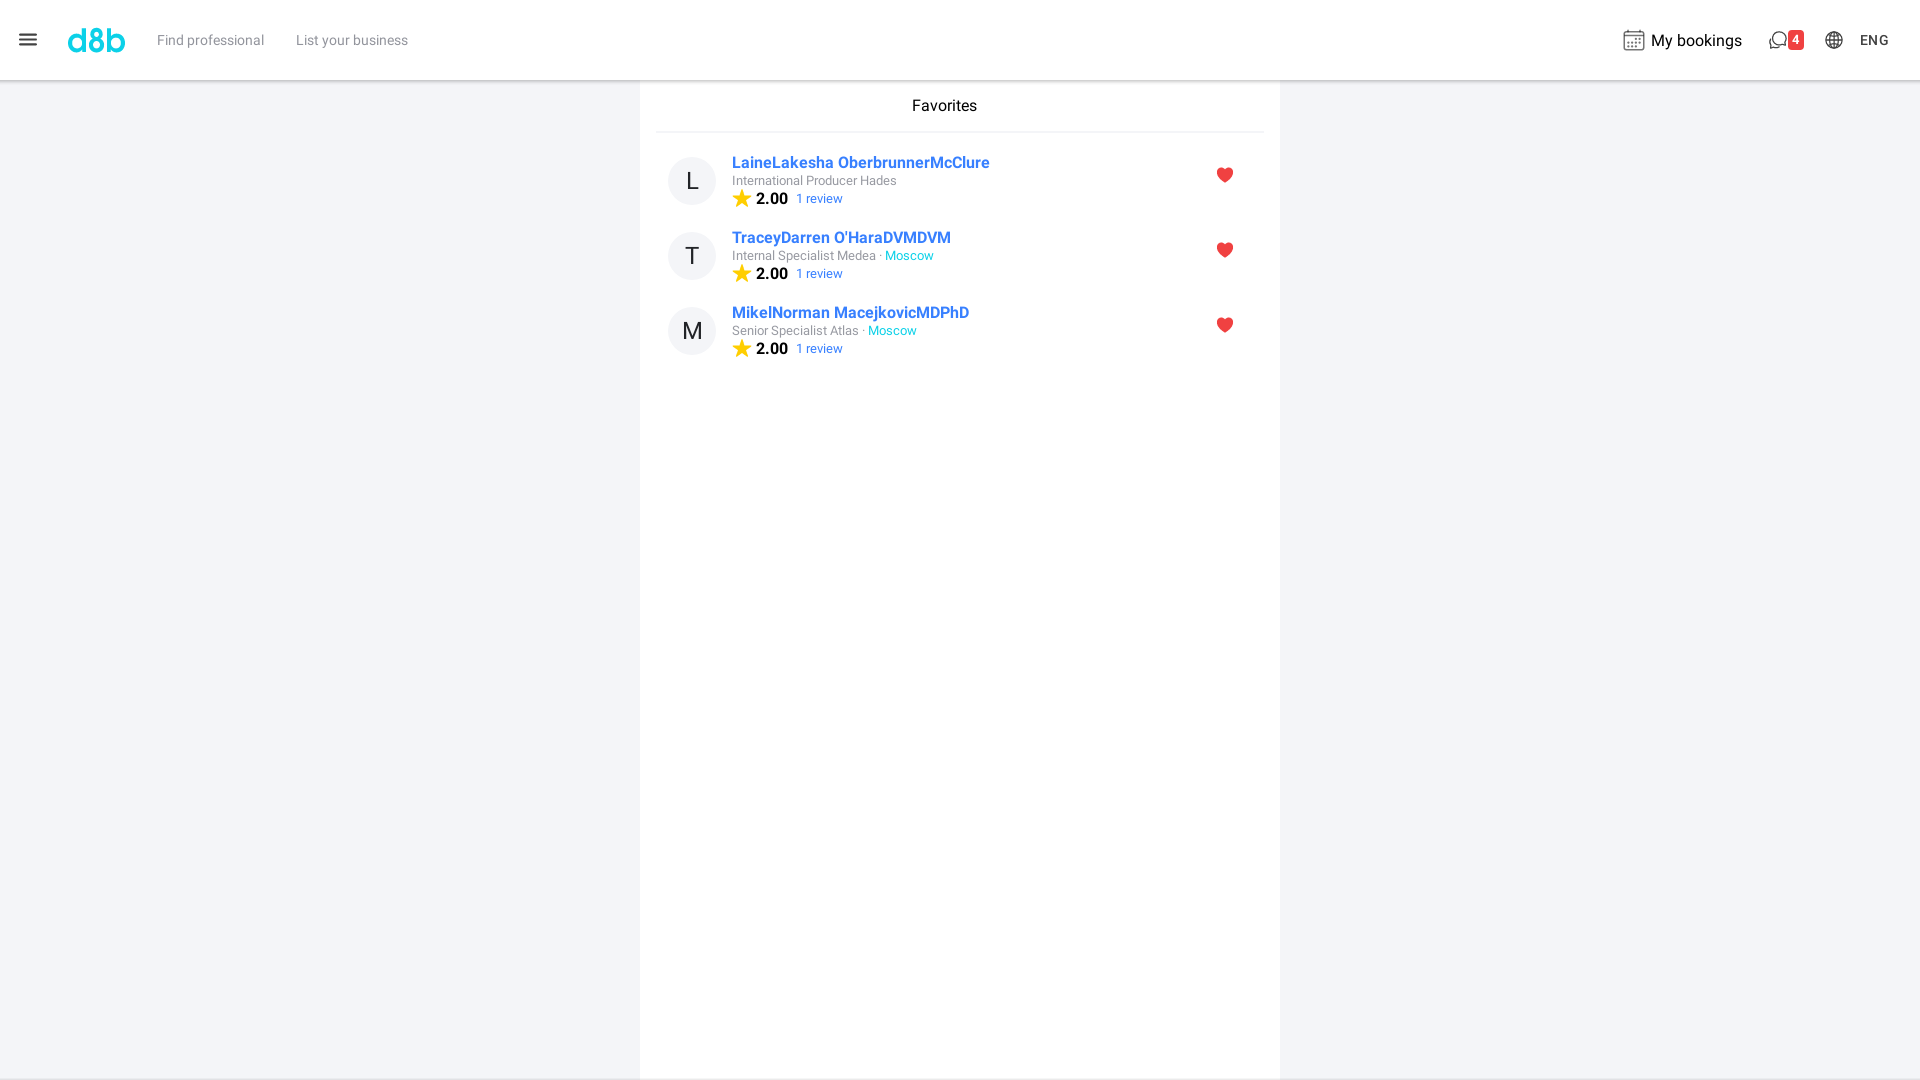 d8b Find professional List your business My bookings 4 ENG
Favorites
L
LaineLakesha OberbrunnerMcClure
International Producer Hades
2.00 1 review
T
TraceyDarren O'HaraDVMDVM
Internal Specialist Medea · Moscow
2.00 1 review
M
MikelNorman MacejkovicMDPhD
Senior Specialist Atlas · Moscow
2.00 1 review